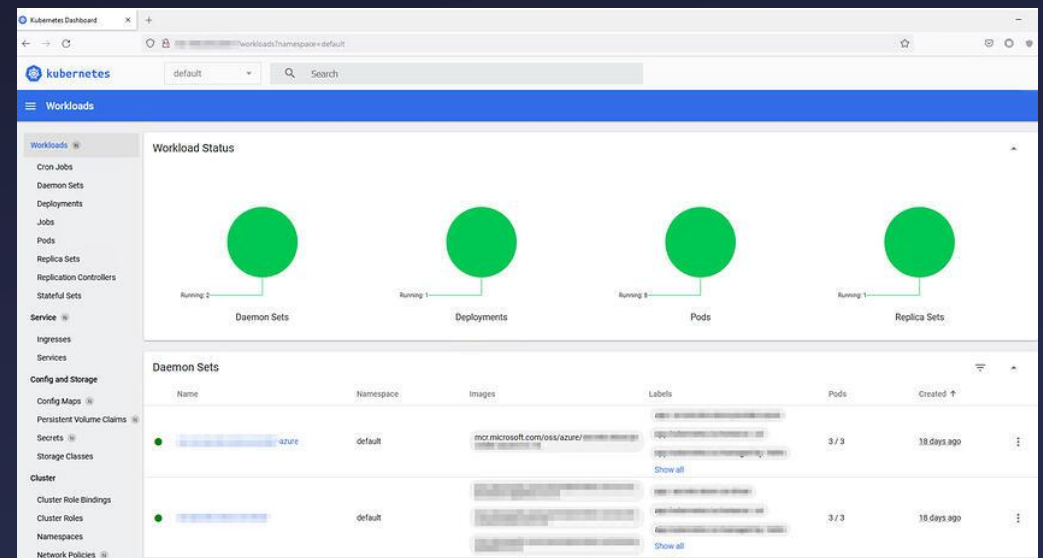 Kubernetes Dashboard
workloads?namespace=default
kubernetes
default
Search
Workloads
Workloads N
Cron Jobs
Daemon Sets
Deployments
Jobs
Pods
Replica Sets
Replication Controllers
Stateful Sets
Service N
Ingresses
Services
Config and Storage
Config Maps N
Persistent Volume Claims N
Secrets N
Storage Classes
Cluster
Cluster Role Bindings
Cluster Roles
Namespaces
Network Policies N
Workload Status
Running: 2
Daemon Sets
Running: 1
Deployments
Running: 8
Pods
Running: 1
Replica Sets
Daemon Sets
Name Namespace Images Labels Pods Created
-azure default mcr.microsoft.com/oss/azure/ 3 / 3 18 days ago
Show all
default 3 / 3 18 days ago
Show all